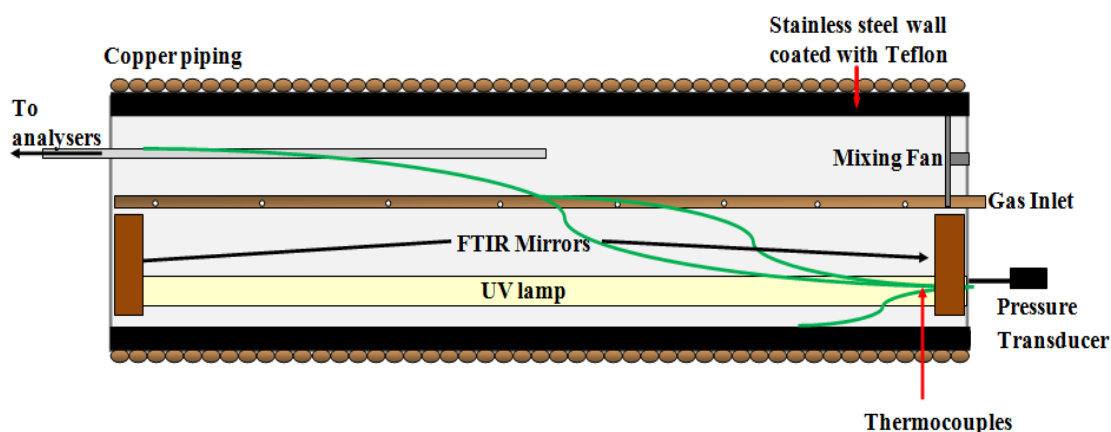 Stainless steel wall
coated with Teflon
Copper piping
To
analysers
Mixing Fan
Gas Inlet
FTIR Mirrors
UV lamp
Pressure
Transducer
Thermocouples